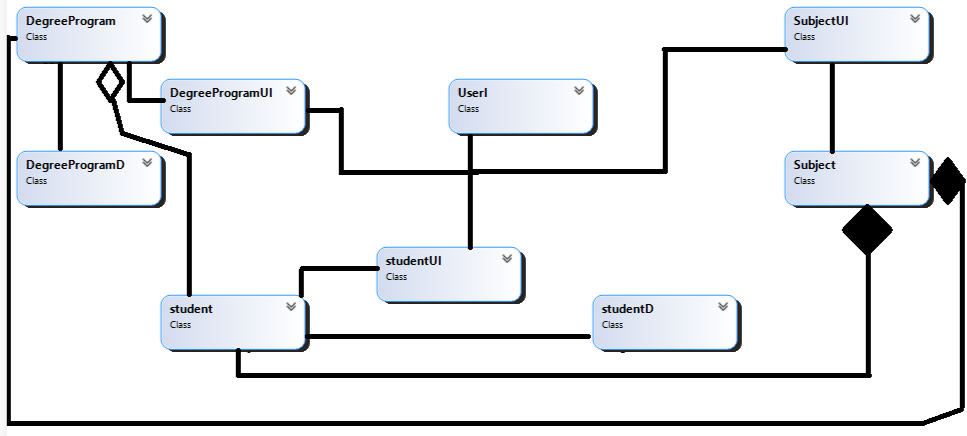 DegreeProgram
Class
SubjectUI
Class
DegreeProgramUI
Class
UserI
Class
DegreeProgramD
Class
Subject
Class
studentUI
Class
student
Class
studentD
Class